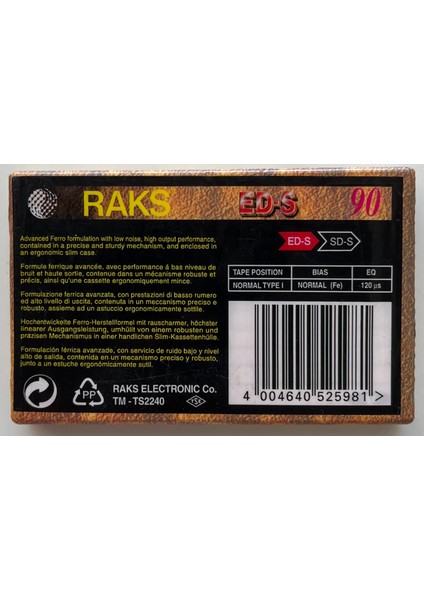 RAKS
ED-S
90
Advanced Ferro formulation with low noise, high output performance,
contained in a precise and sturdy mechanism, and enclosed in
an ergonomic slim case.
Formule ferrique avancée, avec performance à bas niveau de
bruit et haute sortie, contenue dans un mécanisme robuste et
précis, ainsi qu'une cassette ergonomiquement mince.
Formulazione ferrica avanzata, con prestazioni di basso rumero
ed alto livello di uscita, contenuta in un meccanismo preciso e
robusto, assieme ad un astuccio ergonomicamente sottile.
Hochentwickelte Ferro-Herstellformel mit rauscharmer, höchster
linearer Ausgangsleistung, umhüllt von einem robusten und
präzisen Mechanismus in einer handlichen Slim-Kassettenhülle.
Formulación férrica avanzade, con servicio de ruido bajo y nivel
alto de salida, contenida en un mecanismo preciso y robusto,
junto a un estuche ergonômicamente sutil.
ED-S SD-S
TAPE POSITION BIAS EQ
NORMAL TYPE I NORMAL (Fe) 120 µs
PP
RAKS ELECTRONIC Co.
TM - TS2240
TSE
4 004640 525981 >